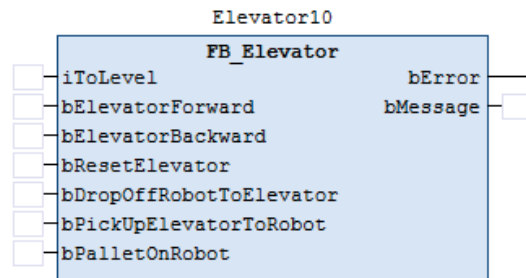 Elevator10
FB_Elevator
iToLevel bError
bElevatorForward bMessage
bElevatorBackward
bResetElevator
bDropOffRobotToElevator
bPickUpElevatorToRobot
bPalletOnRobot